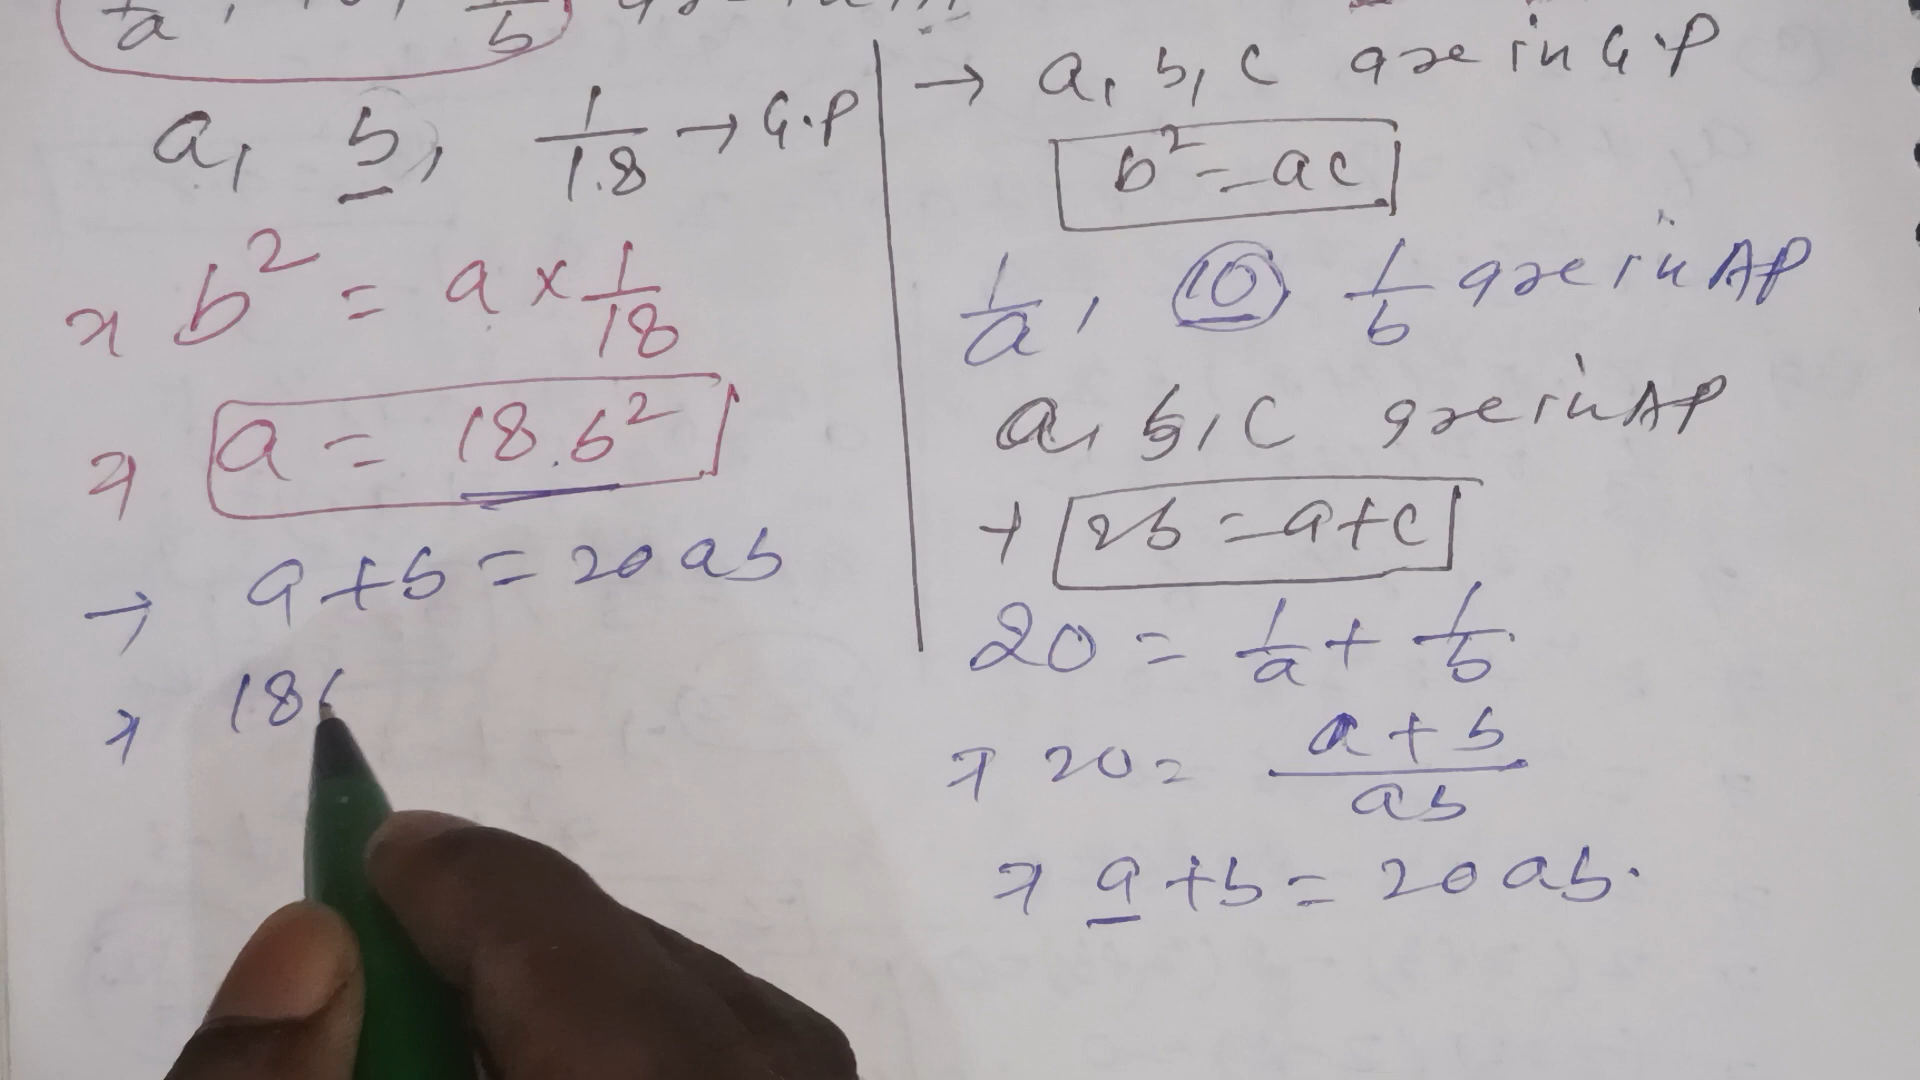 a, b, 1/18 → G.P
⇒ b² = a × 1/18
⇒ a = 18.b²
→ a+b = 20ab
⇒ 18
→ a, b, c are in G.P
b² = ac
1/a, 10, 1/b are in AP
a, b, c are in AP
→ 2b = a+c
20 = 1/a + 1/b
⇒ 20 = a+b/ab
⇒ a+b = 20ab.